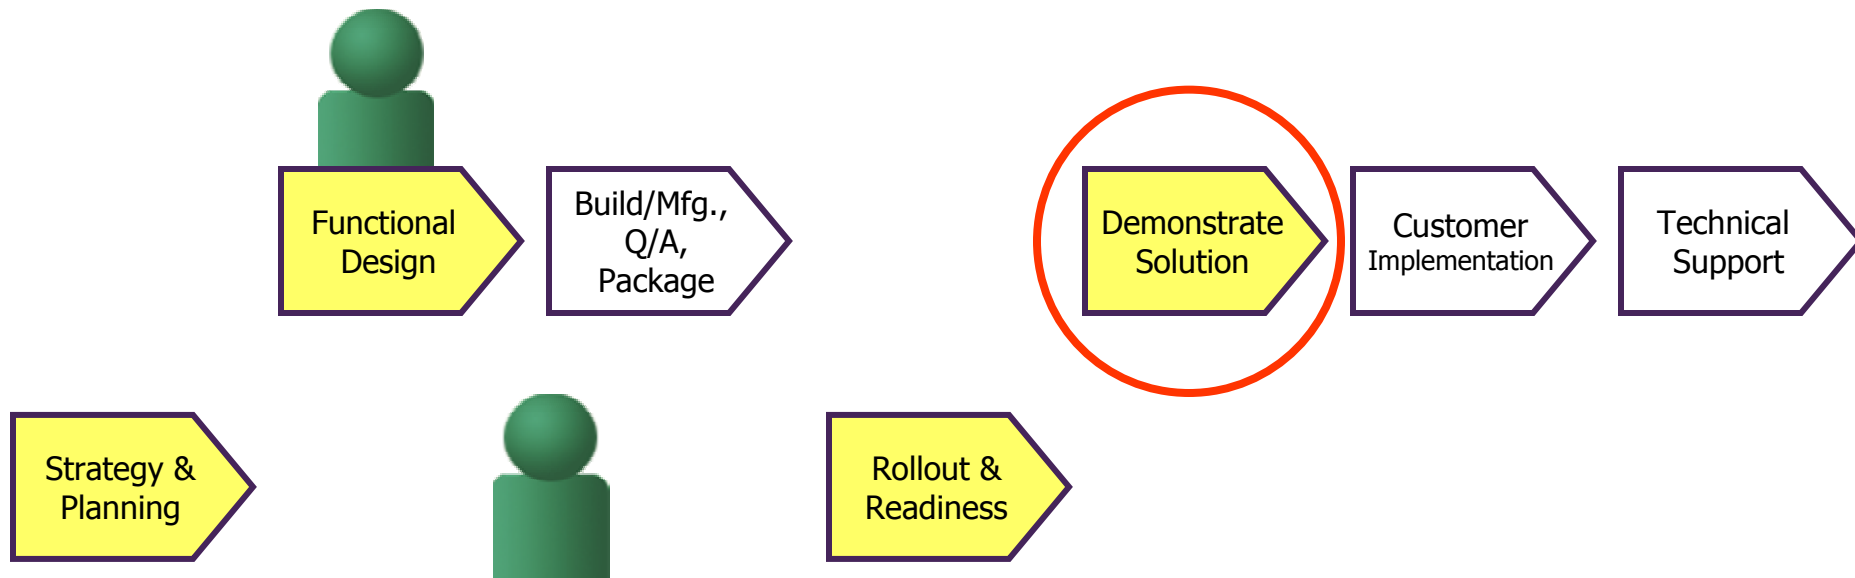 Functional
Design
Build/Mfg.,
Q/A,
Package
Demonstrate
Solution
Customer
Implementation
Technical
Support
Strategy &
Planning
Rollout &
Readiness